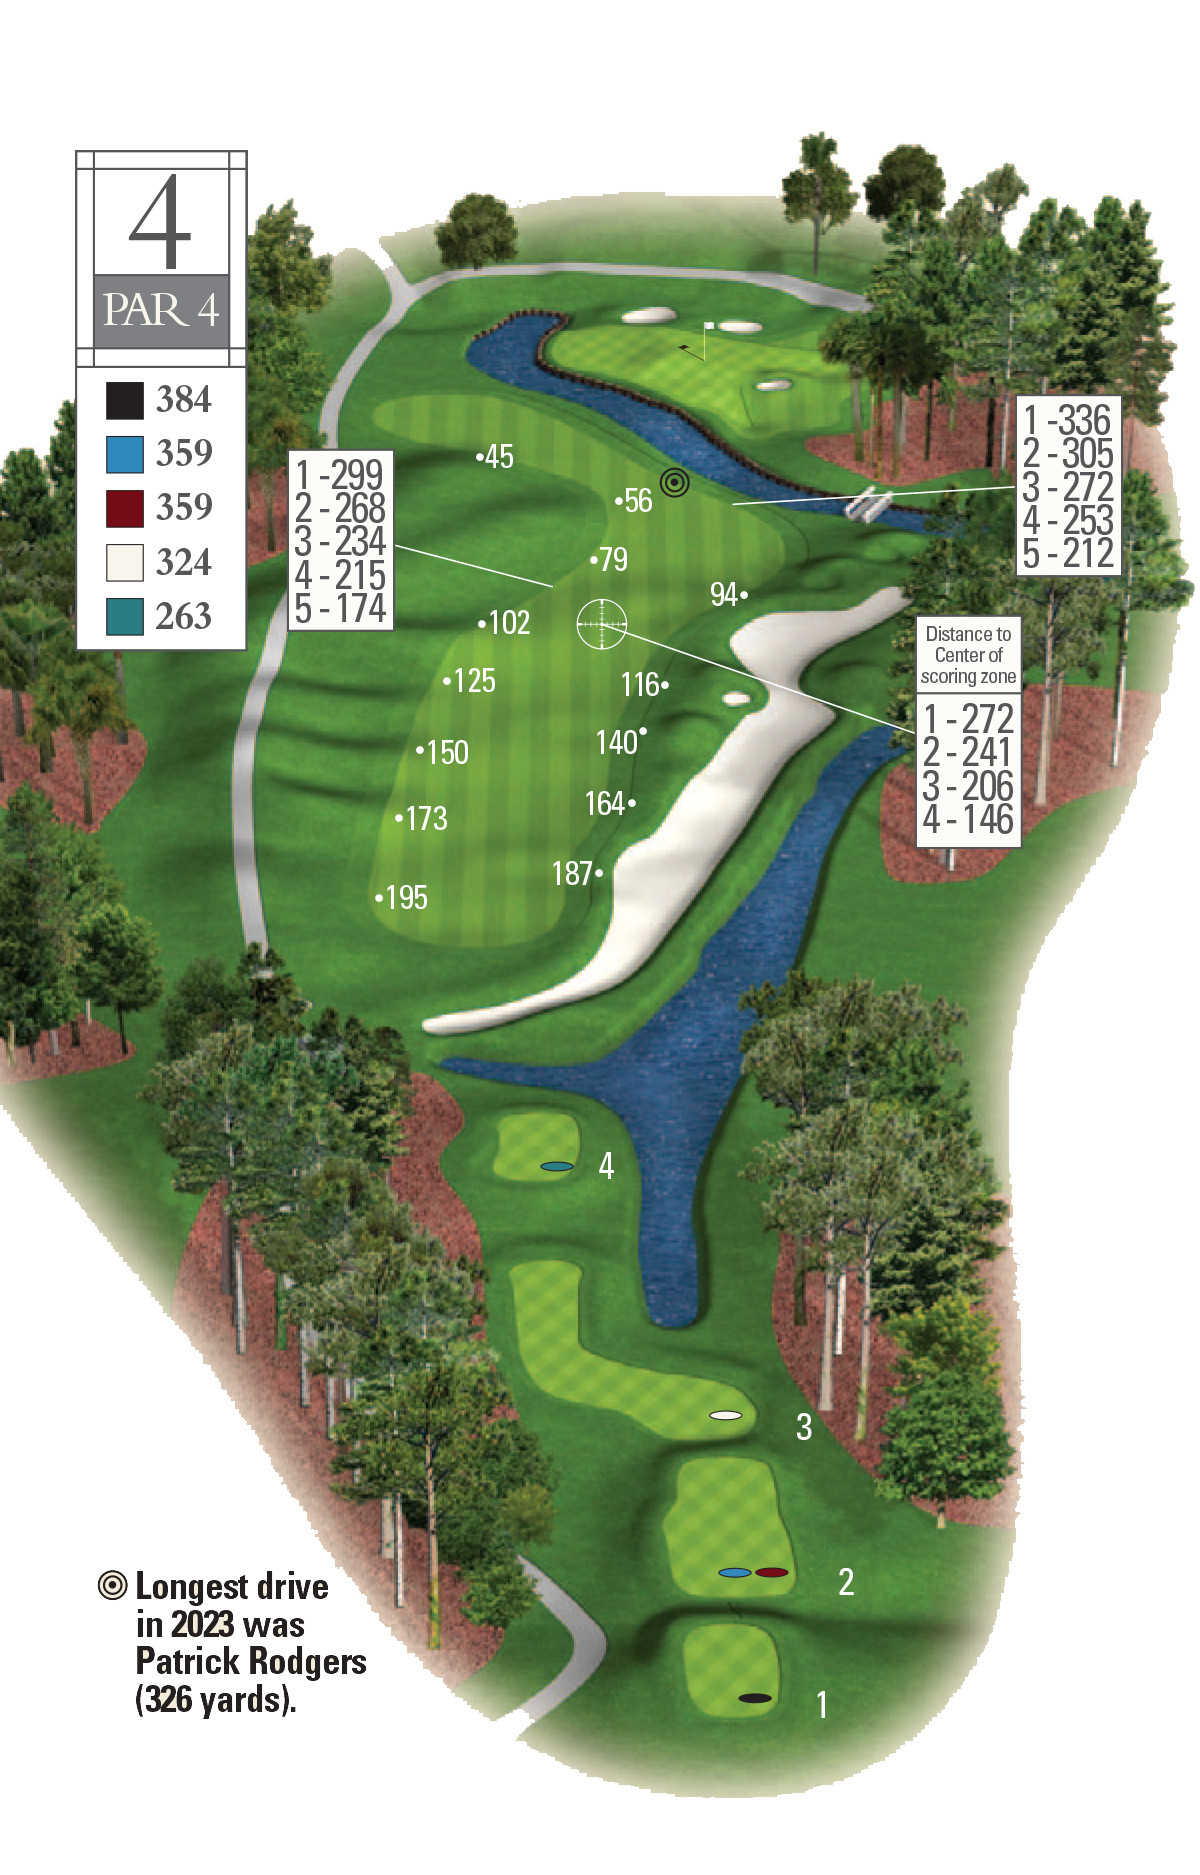 4
PAR 4
384
359
359
324
263
1 -299
2 - 268
3 - 234
4 - 215
5 - 174
1 -336
2 - 305
3 - 272
4 - 253
5 - 212
Distance to
Center of
scoring zone
1 - 272
2 - 241
3 - 206
4 - 146
45
56
79
94
102
125
116
150
140
173
164
187
195
4
3
2
1
Longest drive
in 2023 was
Patrick Rodgers
(326 yards).